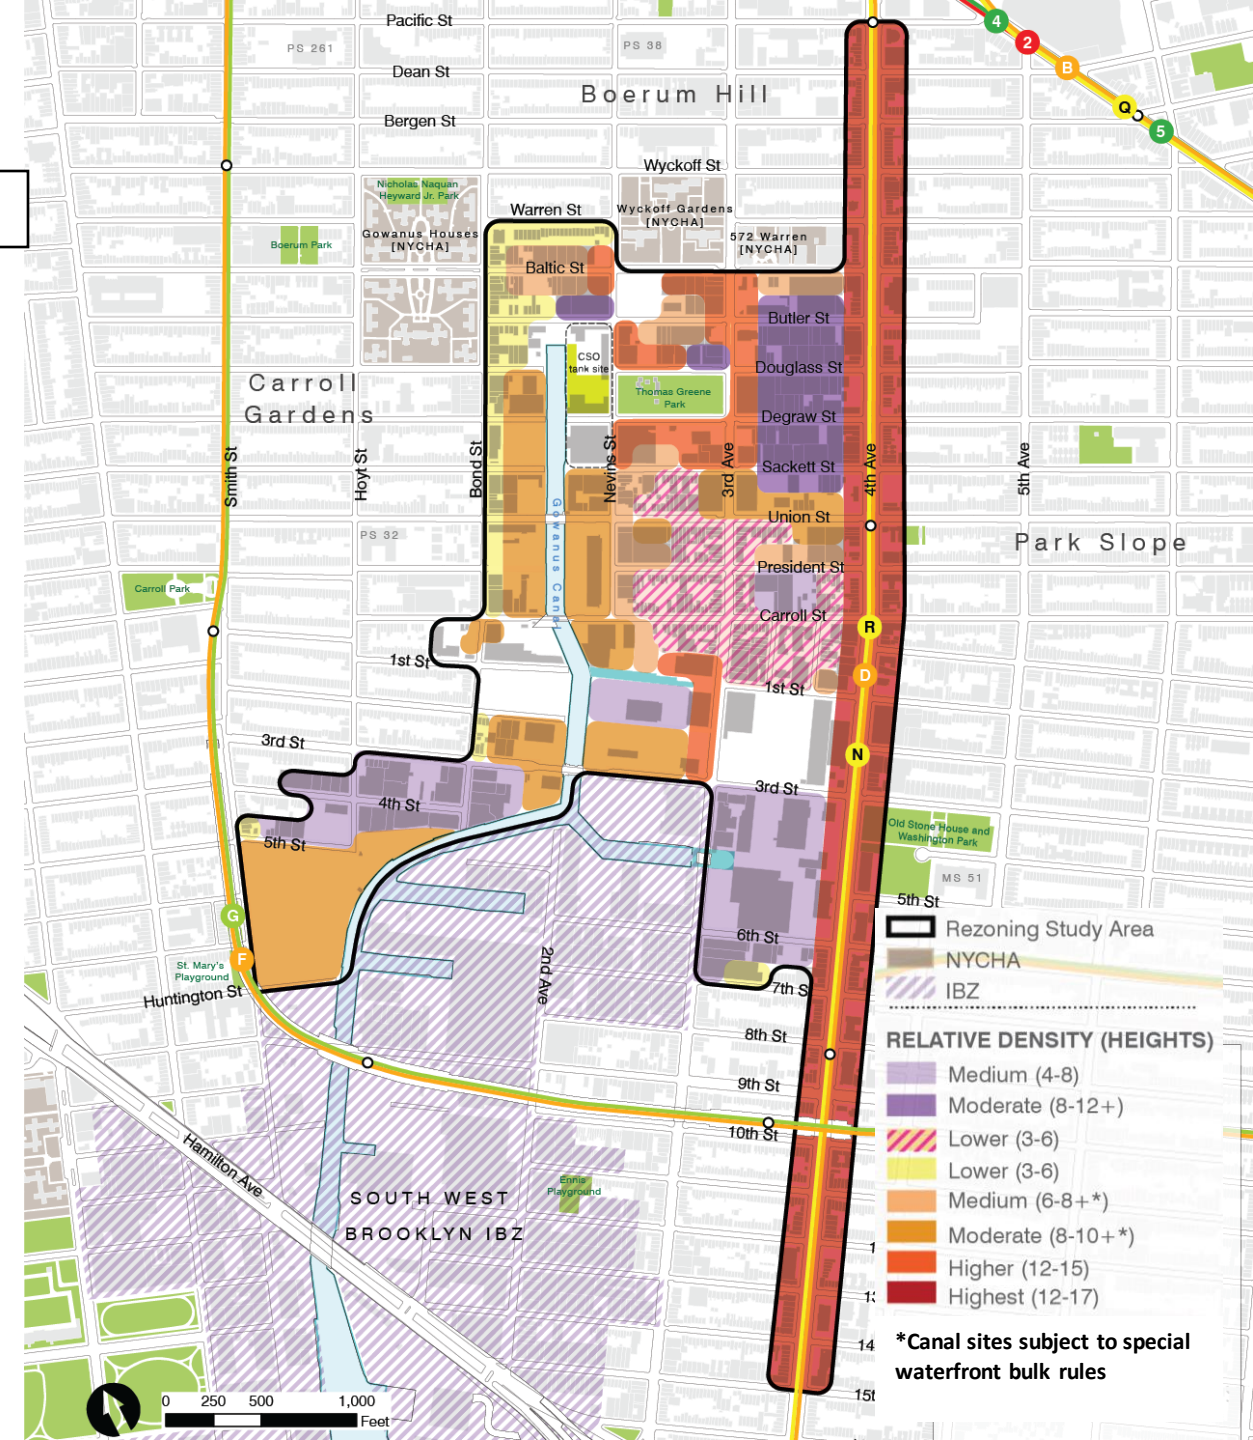 Pacific St
PS 261
PS 38
4
2
B
Q
5
Dean St
Boerum Hill
Bergen St
Wyckoff St
Nicholas Naquan
Heyward Jr. Park
Gowanus Houses
[NYCHA]
Warren St
Wyckoff Gardens
[NYCHA]
572 Warren
[NYCHA]
Boerum Park
Baltic St
Butler St
CSO
tank site
Douglass St
Carroll
Gardens
Thomas Greene
Park
Degraw St
Smith St
Hoyt St
Bond St
Nevins St
3rd Ave
Sackett St
4th Ave
5th Ave
Gowanus Canal
Union St
PS 32
Park Slope
President St
Carroll Park
Carroll St
R
1st St
D
1st St
3rd St
N
3rd St
4th St
5th St
Old Stone House and
Washington Park
MS 51
5th St
G
F
6th St
St. Mary's
Playground
Huntington St
2nd Ave
7th S
8th St
9th St
10th St
Hamilton Ave
Ennis
Playground
SOUTH WEST
BROOKLYN IBZ
1
13
14
15t
Rezoning Study Area
NYCHA
IBZ
RELATIVE DENSITY (HEIGHTS)
Medium (4-8)
Moderate (8-12+)
Lower (3-6)
Lower (3-6)
Medium (6-8+*)
Moderate (8-10+*)
Higher (12-15)
Highest (12-17)
*Canal sites subject to special
waterfront bulk rules
0 250 500 1,000
Feet